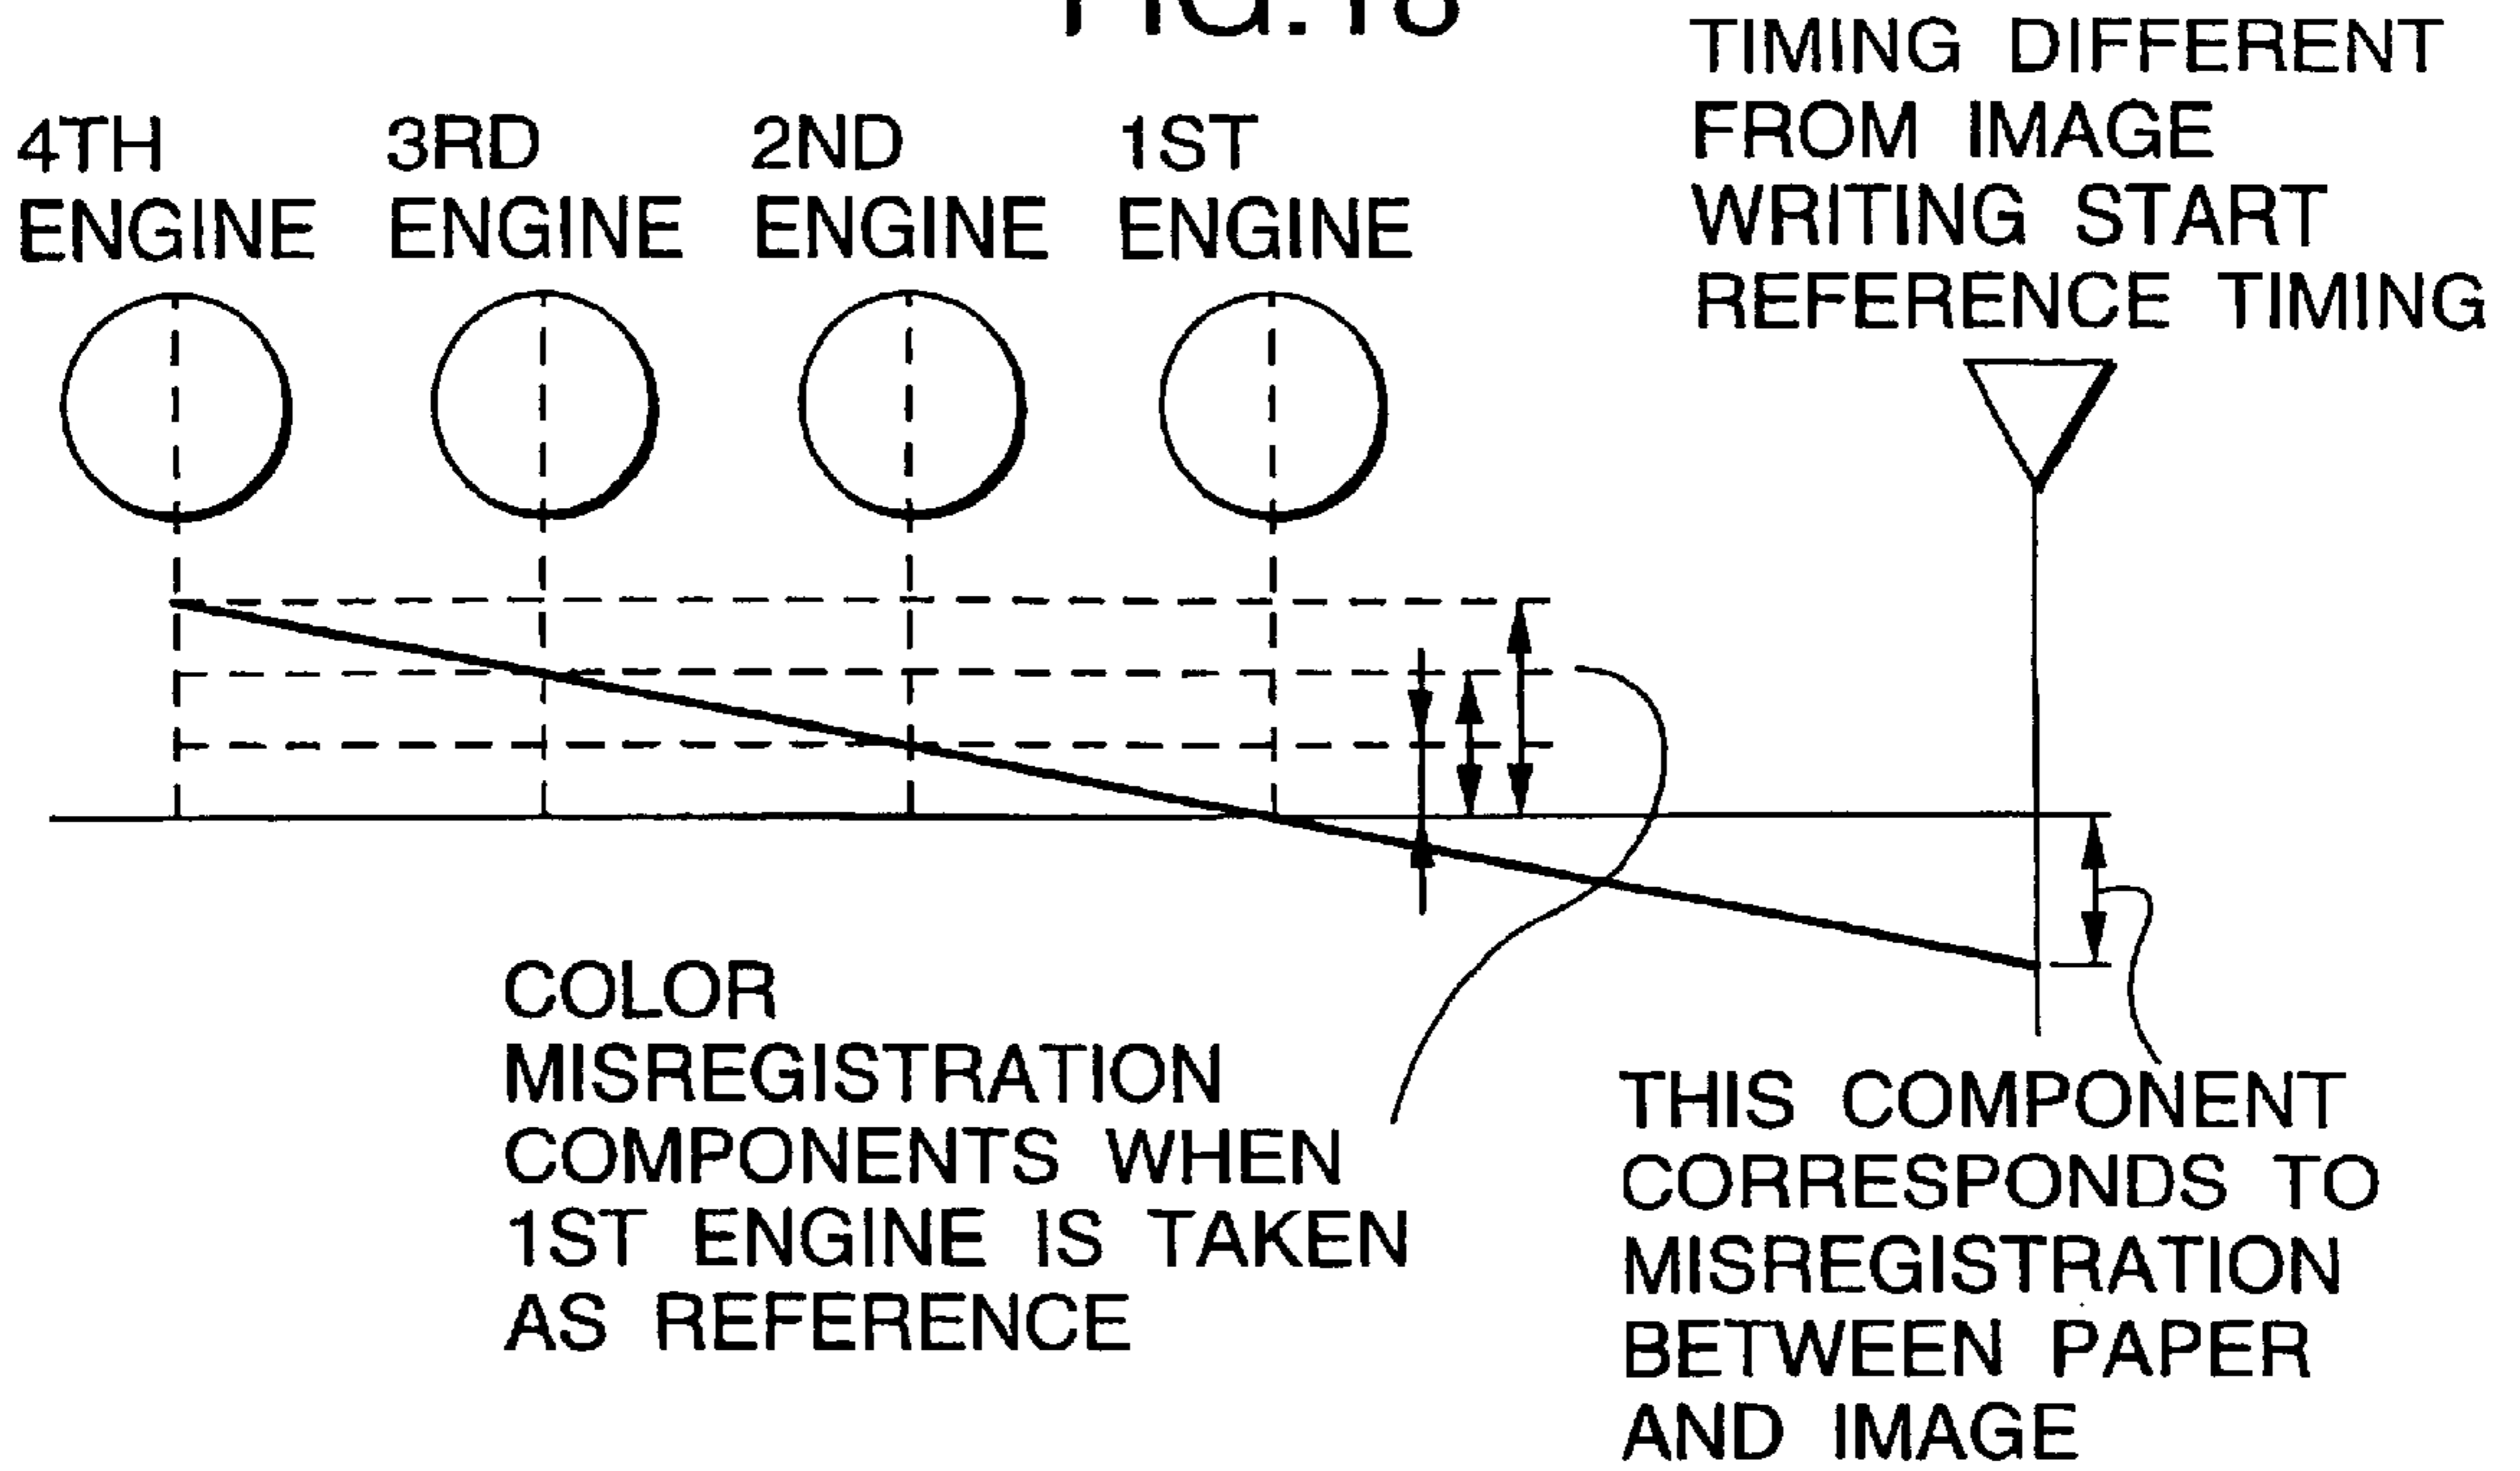 TIMING DIFFERENT
FROM IMAGE
WRITING START
REFERENCE TIMING
4TH
ENGINE
3RD
ENGINE
2ND
ENGINE
1ST
ENGINE
COLOR
MISREGISTRATION
COMPONENTS WHEN
1ST ENGINE IS TAKEN
AS REFERENCE
THIS COMPONENT
CORRESPONDS TO
MISREGISTRATION
BETWEEN PAPER
AND IMAGE